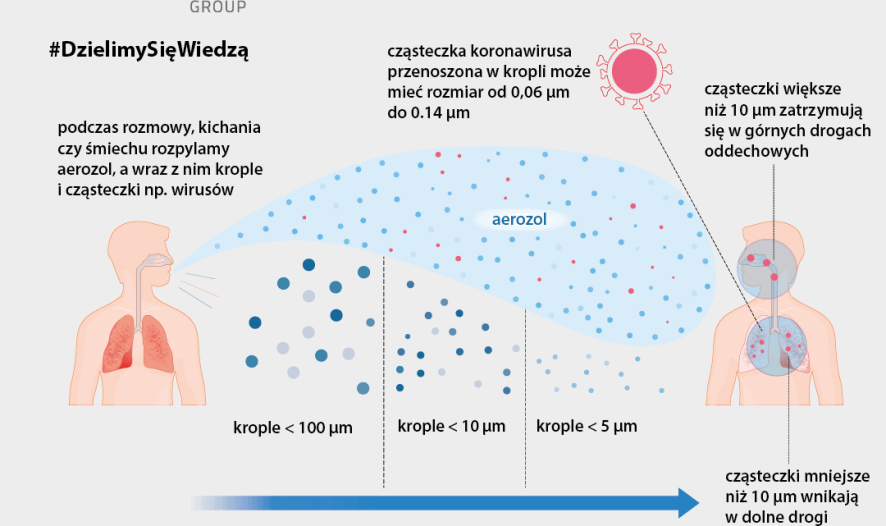 GROUP
#DzielimySięWiedzą
podczas rozmowy, kichania
czy śmiechu rozpylamy
aerozol, a wraz z nim krople
i cząsteczki np. wirusów
cząsteczka koronawirusa
przenoszona w kropli może
mieć rozmiar od 0,06 µm
do 0.14 µm
cząsteczki większe
niż 10 µm zatrzymują
się w górnych drogach
oddechowych
aerozol
krople < 100 µm
krople < 10 µm
krople < 5 µm
cząsteczki mniejsze
niż 10 µm wnikają
w dolne drogi